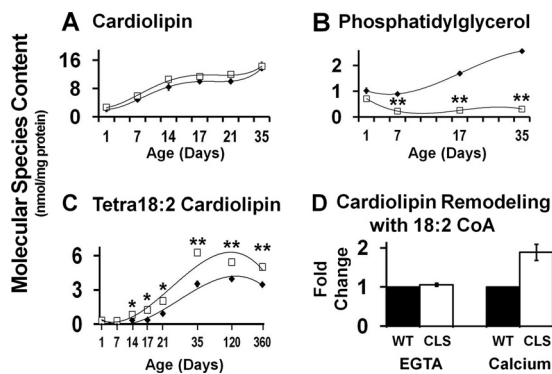 A Cardiolipin
16
12
8
4
0
1 7 14 17 21 35
Age (Days)
B Phosphatidylglycerol
2
1
0
** ** **
1 7 17 35
Age (Days)
Molecular Species Content
(nmol/mg protein)
C Tetra18:2 Cardiolipin
6
3
0
* * * ** ** **
1 7 14 17 21 35 120 360
Age (Days)
D Cardiolipin Remodeling
with 18:2 CoA
Fold
Change
2
1
0
WT CLS WT CLS
EGTA Calcium